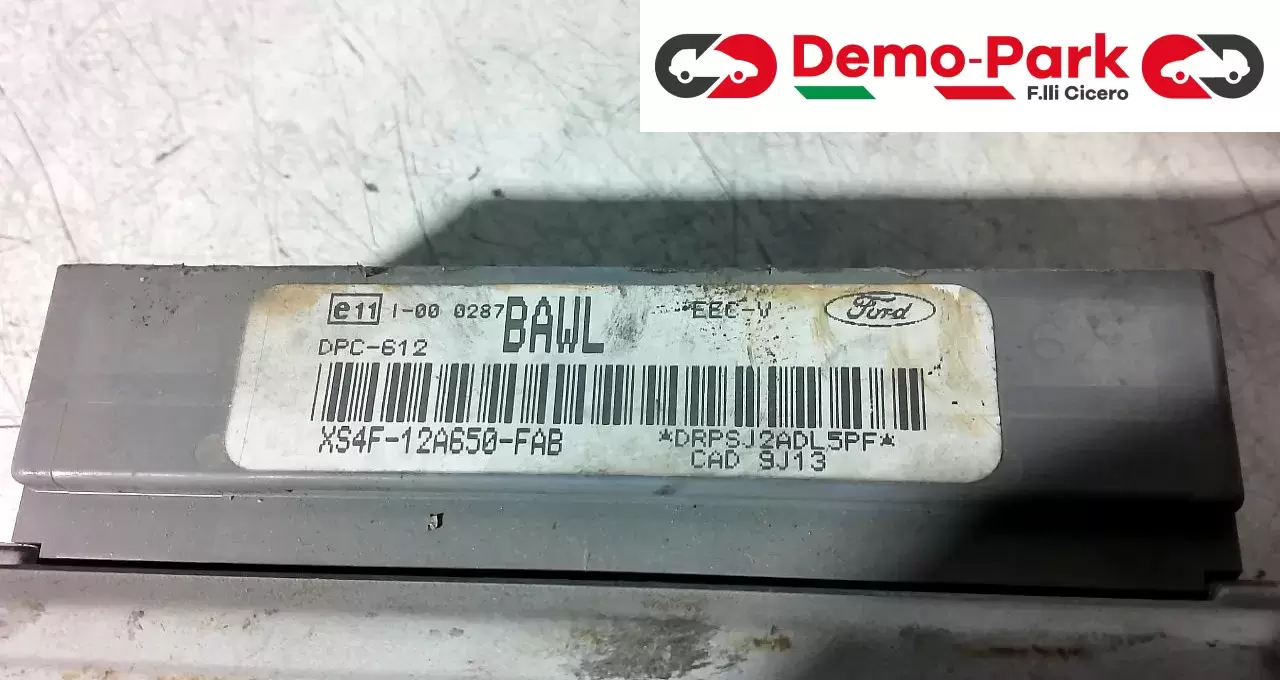 Demo-Park
F.lli Cicero
e11 I-00 0287 BAWL EEC-V Ford
DPC-612
XS4F-12A650-FAB *DRPSJ2ADL5PF*
CAD 9J13